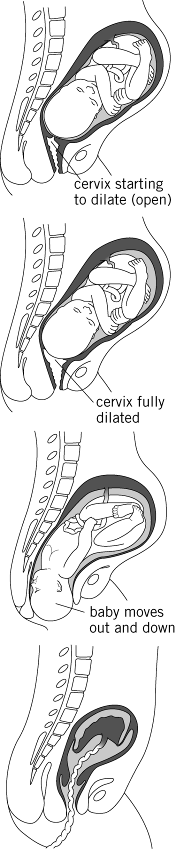 cervix starting
to dilate (open)
cervix fully
dilated
baby moves
out and down